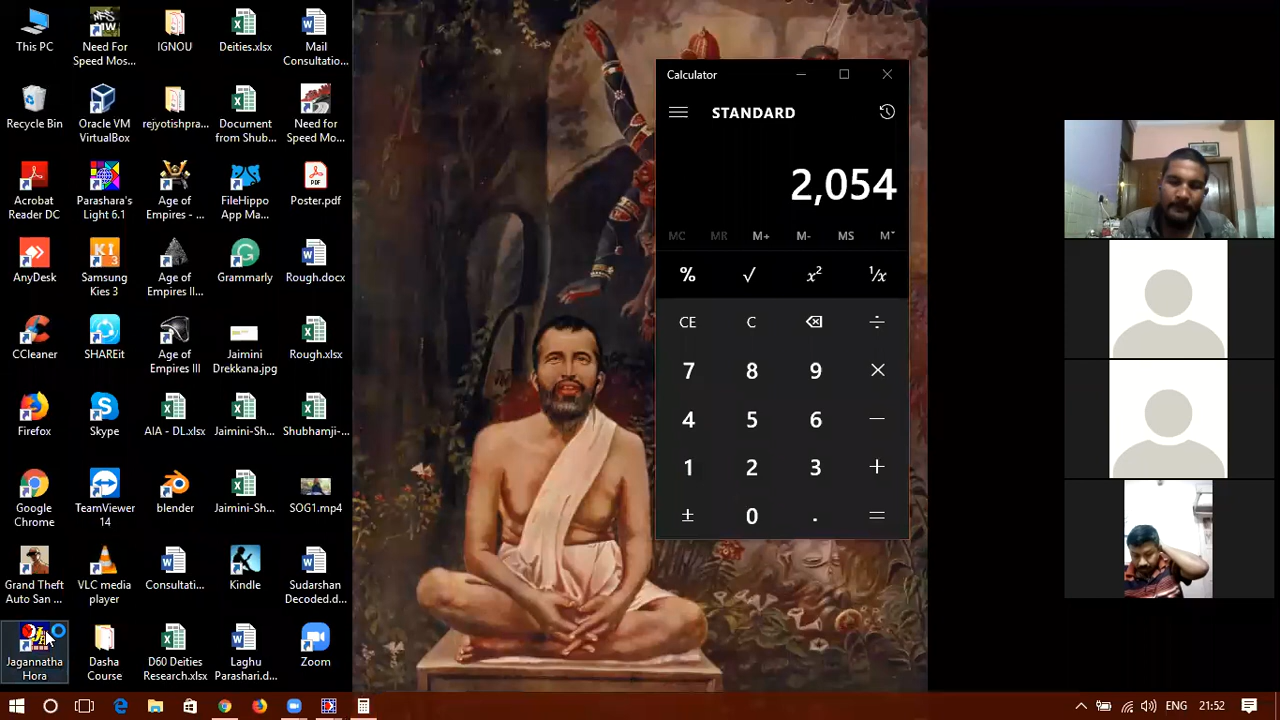 This PC
Need For
Speed Mos...
IGNOU
Deities.xlsx
Mail
Consultatio...
Recycle Bin
Oracle VM
VirtualBox
rejyotishpra...
Document
from Shub...
Need for
Speed Mo...
Acrobat
Reader DC
Parashara's
Light 6.1
Age of
Empires - ...
FileHippo
App Ma...
Poster.pdf
AnyDesk
Samsung
Kies 3
Age of
Empires II...
Grammarly
Rough.docx
CCleaner
SHAREit
Age of
Empires III
Jaimini
Drekkana.jpg
Rough.xlsx
Firefox
Skype
AIA - DL.xlsx
Jaimini-Sh...
Shubhamji-...
Google
Chrome
TeamViewer
14
blender
Jaimini-Sh...
SOG1.mp4
Grand Theft
Auto San ...
VLC media
player
Consultati...
Kindle
Sudarshan
Decoded.d...
Jagannatha
Hora
Dasha
Course
D60 Deities
Research.xlsx
Laghu
Parashari.d...
Zoom
Calculator
STANDARD
2,054
MC MR M+ M- MS M˅
% √ x² ¹/x
CE C ÷
7 8 9 ×
4 5 6 −
1 2 3 +
± 0 . =
ENG 21:52